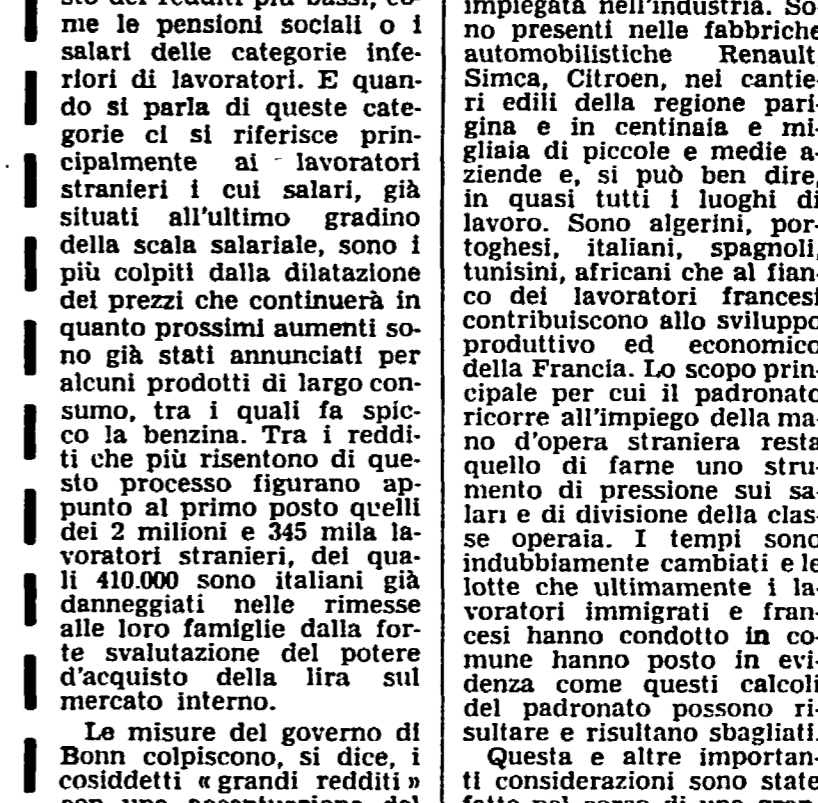 sto dei redditi più bassi, co-
me le pensioni sociali o i
salari delle categorie infe-
riori di lavoratori. E quan-
do si parla di queste cate-
gorie ci si riferisce prin-
cipalmente ai lavoratori
stranieri i cui salari, già
situati all'ultimo gradino
della scala salariale, sono i
più colpiti dalla dilatazione
dei prezzi che continuerà in
quanto prossimi aumenti so-
no già stati annunciati per
alcuni prodotti di largo con-
sumo, tra i quali fa spic-
co la benzina. Tra i reddi-
ti che più risentono di que-
sto processo figurano ap-
punto al primo posto quelli
dei 2 milioni e 345 mila la-
voratori stranieri, dei qua-
li 410.000 sono italiani già
danneggiati nelle rimesse
alle loro famiglie dalla for-
te svalutazione del potere
d'acquisto della lira sul
mercato interno.
Le misure del governo di
Bonn colpiscono, si dice, i
cosiddetti « grandi redditi »
con una accentuazione del
impiegata nell'industria. So-
no presenti nelle fabbriche
automobilistiche Renault,
Simca, Citroen, nei cantie-
ri edili della regione pari-
gina e in centinaia e mi-
gliaia di piccole e medie a-
ziende e, si può ben dire,
in quasi tutti i luoghi di
lavoro. Sono algerini, por-
toghesi, italiani, spagnoli,
tunisini, africani che al fian-
co dei lavoratori francesi
contribuiscono allo sviluppo
produttivo ed economico
della Francia. Lo scopo prin-
cipale per cui il padronato
ricorre all'impiego della ma-
no d'opera straniera resta
quello di farne uno stru-
mento di pressione sui sa-
lari e di divisione della clas-
se operaia. I tempi sono
indubbiamente cambiati e le
lotte che ultimamente i la-
voratori immigrati e fran-
cesi hanno condotto in co-
mune hanno posto in evi-
denza come questi calcoli
del padronato possono ri-
sultare e risultano sbagliati.
Questa e altre importan-
ti considerazioni sono state
fatte nel corso di una gran-